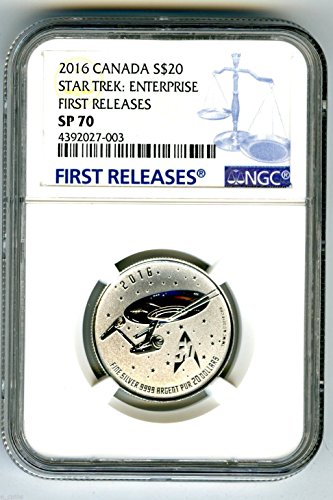 2016 CANADA S$20
STAR TREK: ENTERPRISE
FIRST RELEASES
SP 70
4392027-003
FIRST RELEASES®
NGC®
2016
FINE SILVER 9999 ARGENT PUR 20 DOLLARS